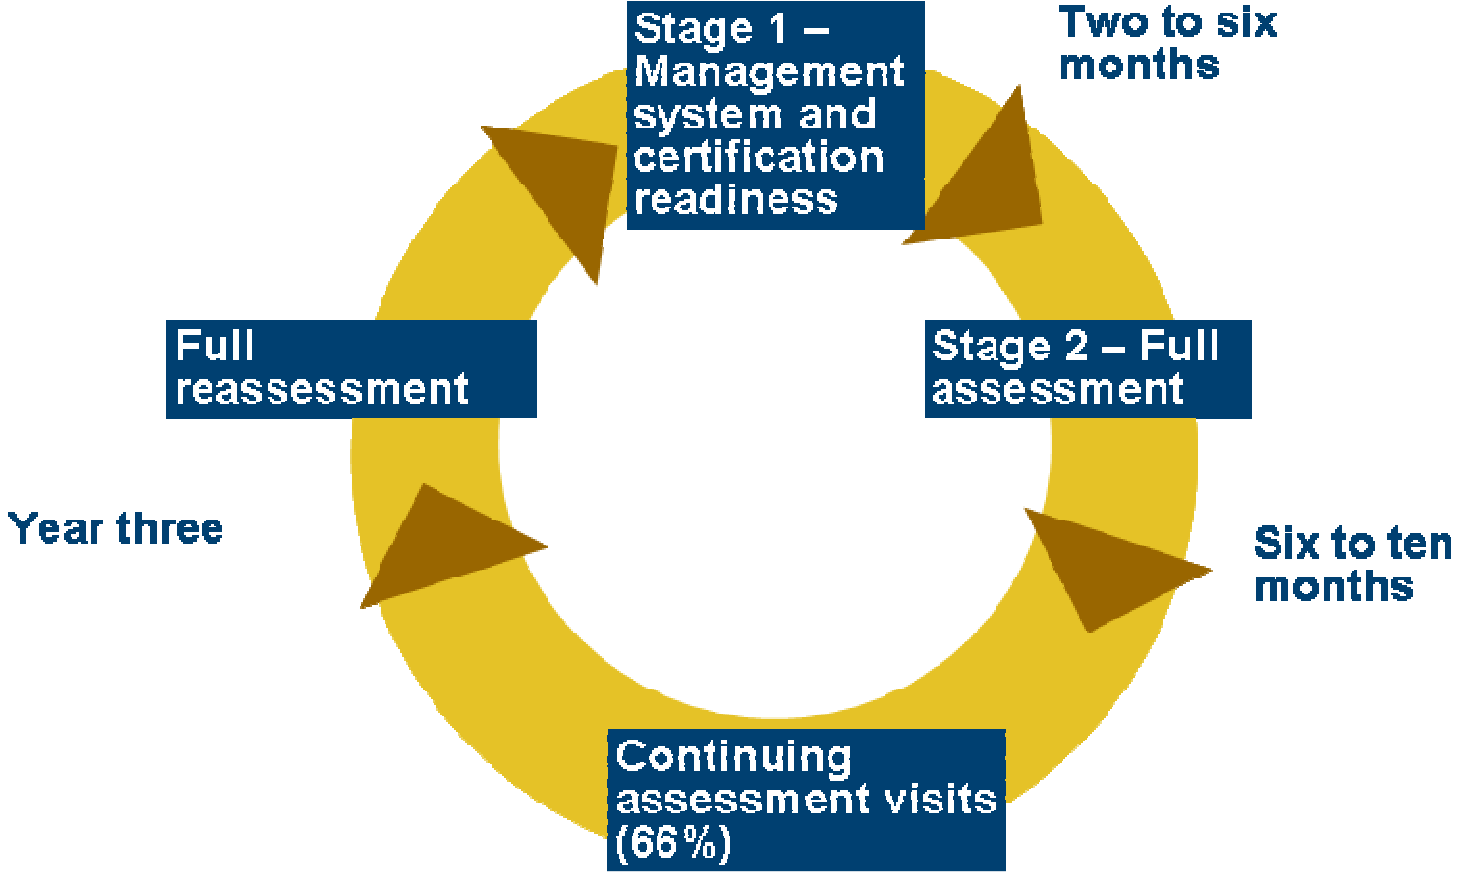 Stage 1 –
Management
system and
certification
readiness
Two to six
months
Full
reassessment
Stage 2 – Full
assessment
Year three
Six to ten
months
Continuing
assessment visits
(66%)